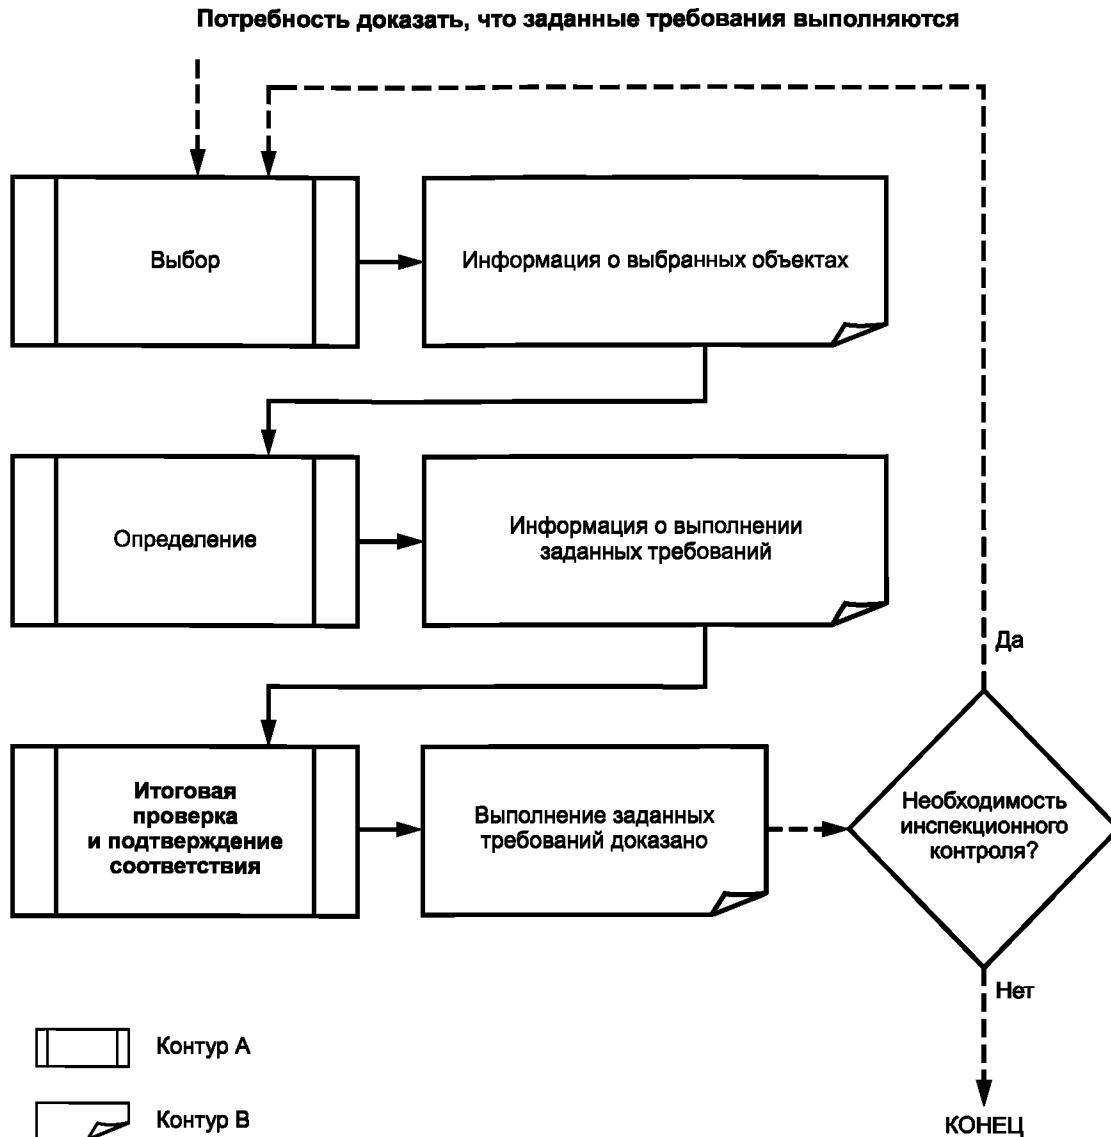 Потребность доказать, что заданные требования выполняются
Выбор
Информация о выбранных объектах
Определение
Информация о выполнении
заданных требований
Да
Итоговая
проверка
и подтверждение
соответствия
Выполнение заданных
требований доказано
Необходимость
инспекционного
контроля?
Нет
Контур А
Контур В
КОНЕЦ